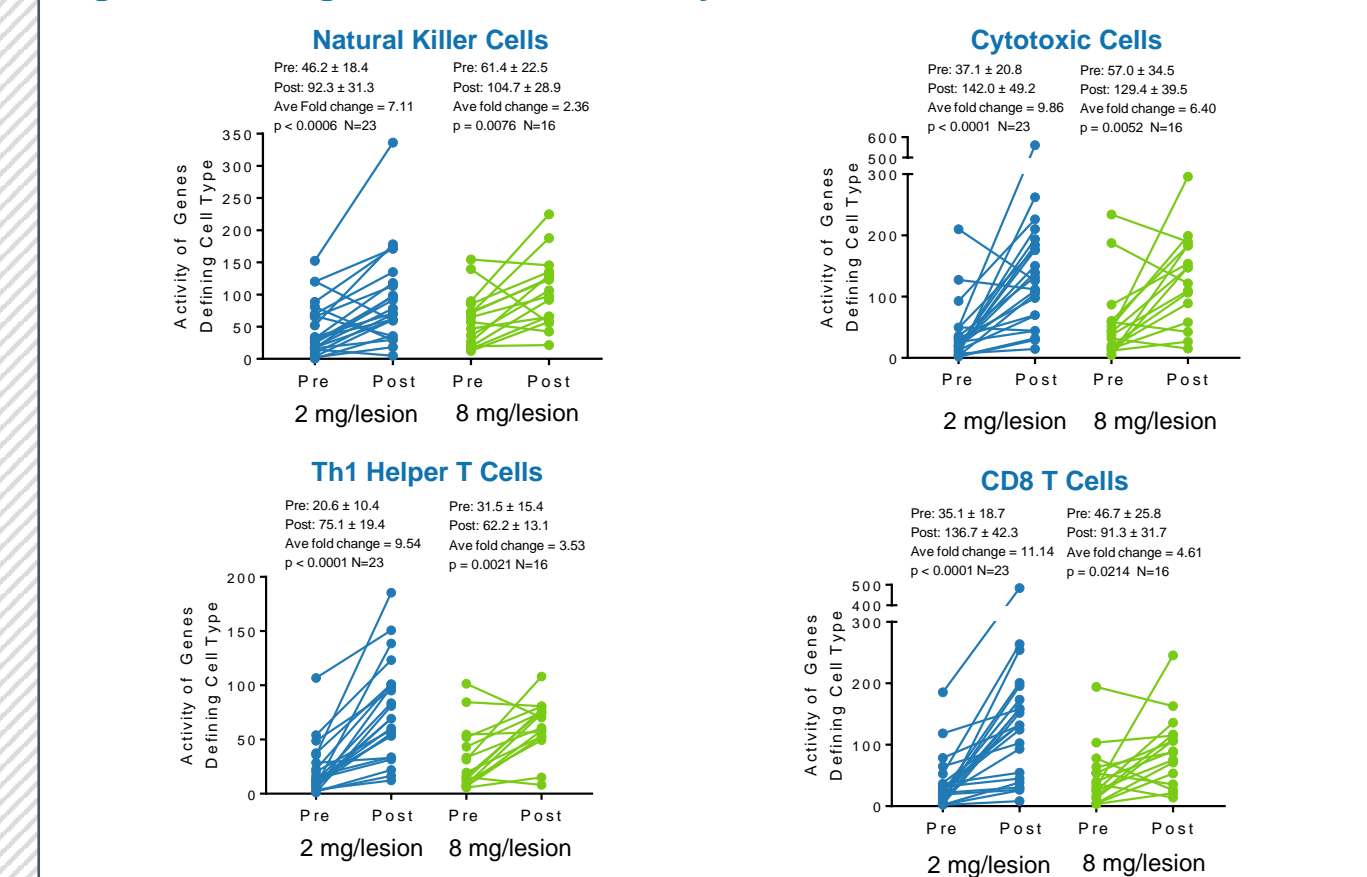 Natural Killer Cells
Pre: 46.2 ± 18.4
Post: 92.3 ± 31.3
Ave Fold change = 7.11
p < 0.0006 N=23
Pre: 61.4 ± 22.5
Post: 104.7 ± 28.9
Ave fold change = 2.36
p = 0.0076 N=16
Activity of Genes
Defining Cell Type
350
300
250
200
150
100
50
0
Pre Post Pre Post
2 mg/lesion 8 mg/lesion
Cytotoxic Cells
Pre: 37.1 ± 20.8
Post: 142.0 ± 49.2
Ave fold change = 9.86
p < 0.0001 N=23
Pre: 57.0 ± 34.5
Post: 129.4 ± 39.5
Ave fold change = 6.40
p = 0.0052 N=16
Activity of Genes
Defining Cell Type
600
500
300
200
100
0
Pre Post Pre Post
2 mg/lesion 8 mg/lesion
Th1 Helper T Cells
Pre: 20.6 ± 10.4
Post: 75.1 ± 19.4
Ave fold change = 9.54
p < 0.0001 N=23
Pre: 31.5 ± 15.4
Post: 62.2 ± 13.1
Ave fold change = 3.53
p = 0.0021 N=16
Activity of Genes
Defining Cell Type
200
150
100
50
0
Pre Post Pre Post
2 mg/lesion 8 mg/lesion
CD8 T Cells
Pre: 35.1 ± 18.7
Post: 136.7 ± 42.3
Ave fold change = 11.14
p < 0.0001 N=23
Pre: 46.7 ± 25.8
Post: 91.3 ± 31.7
Ave fold change = 4.61
p = 0.0214 N=16
Activity of Genes
Defining Cell Type
500
400
300
200
100
0
Pre Post Pre Post
2 mg/lesion 8 mg/lesion